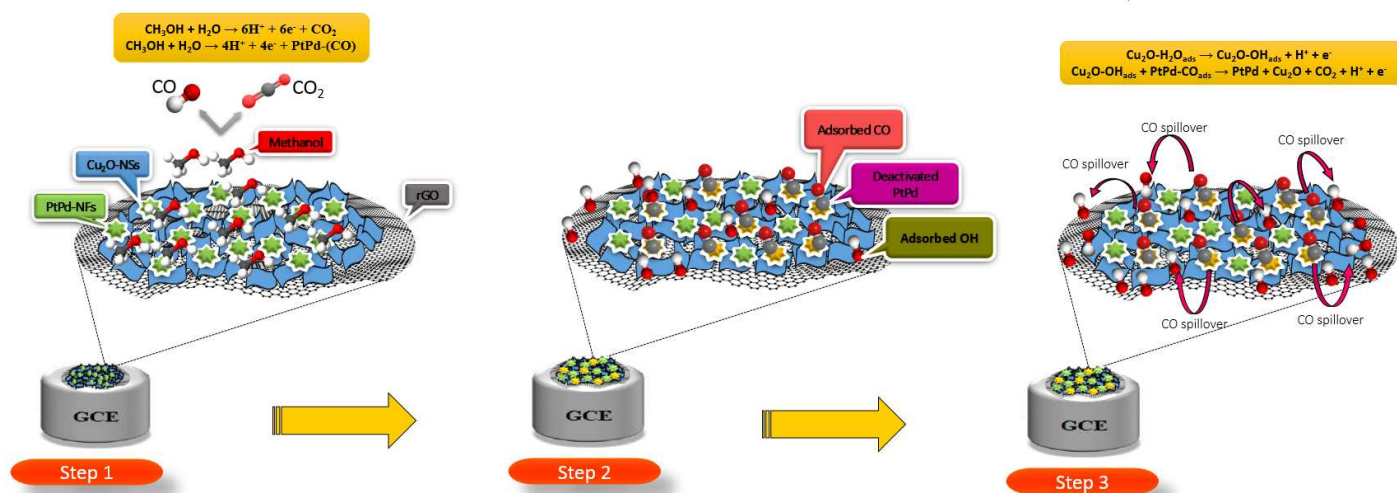 CH₃OH + H₂O → 6H⁺ + 6e⁻ + CO₂
CH₃OH + H₂O → 4H⁺ + 4e⁻ + PtPd-(CO)
CO
CO₂
Methanol
Cu₂O-NSs
PtPd-NFs
rGO
GCE
Step 1
Adsorbed CO
Deactivated
PtPd
Adsorbed OH
GCE
Step 2
Cu₂O-H₂Oₐdₛ → Cu₂O-OHₐdₛ + H⁺ + e⁻
Cu₂O-OHₐdₛ + PtPd-COₐdₛ → PtPd + Cu₂O + CO₂ + H⁺ + e⁻
CO spillover
CO spillover
CO spillover
CO spillover
CO spillover
GCE
Step 3